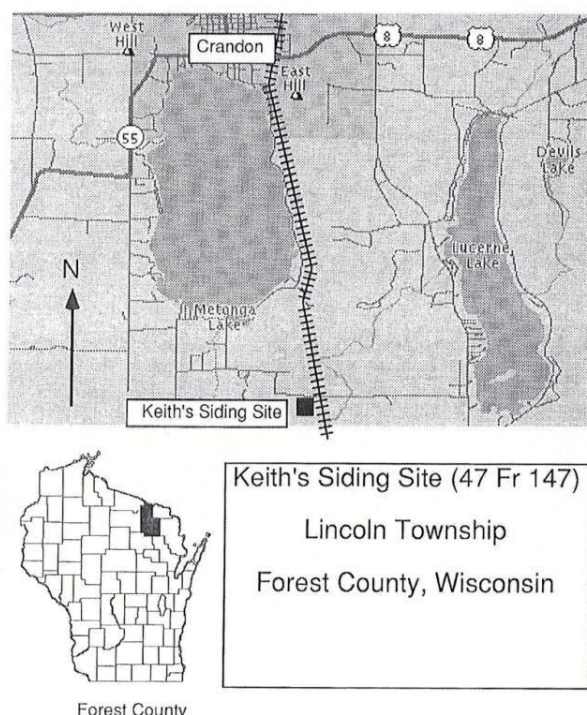 West
Hill
Crandon
8
8
East
Hill
55
Devils
Lake
Lucerne
Lake
N
Metonga
Lake
Keith's Siding Site
Keith's Siding Site (47 Fr 147)
Lincoln Township
Forest County, Wisconsin
Forest County